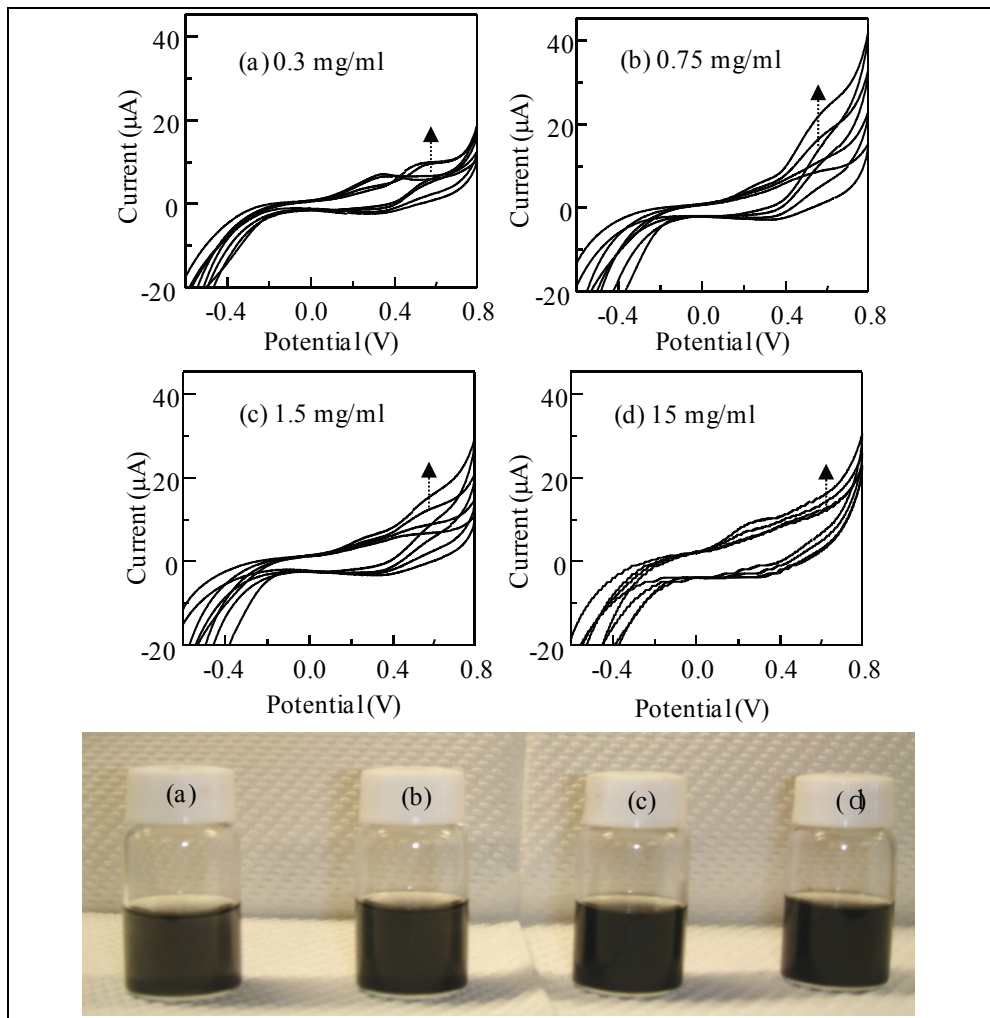 (a) 0.3 mg/ml
40
20
0
-20
Current (μA)
-0.4 0.0 0.4 0.8
Potential (V)
(b) 0.75 mg/ml
40
20
0
-20
Current (μA)
-0.4 0.0 0.4 0.8
Potential (V)
(c) 1.5 mg/ml
40
20
0
-20
Current (μA)
-0.4 0.0 0.4 0.8
Potential (V)
(d) 15 mg/ml
40
20
0
-20
Current (μA)
-0.4 0.0 0.4 0.8
Potential (V)
(a) (b) (c) (d)